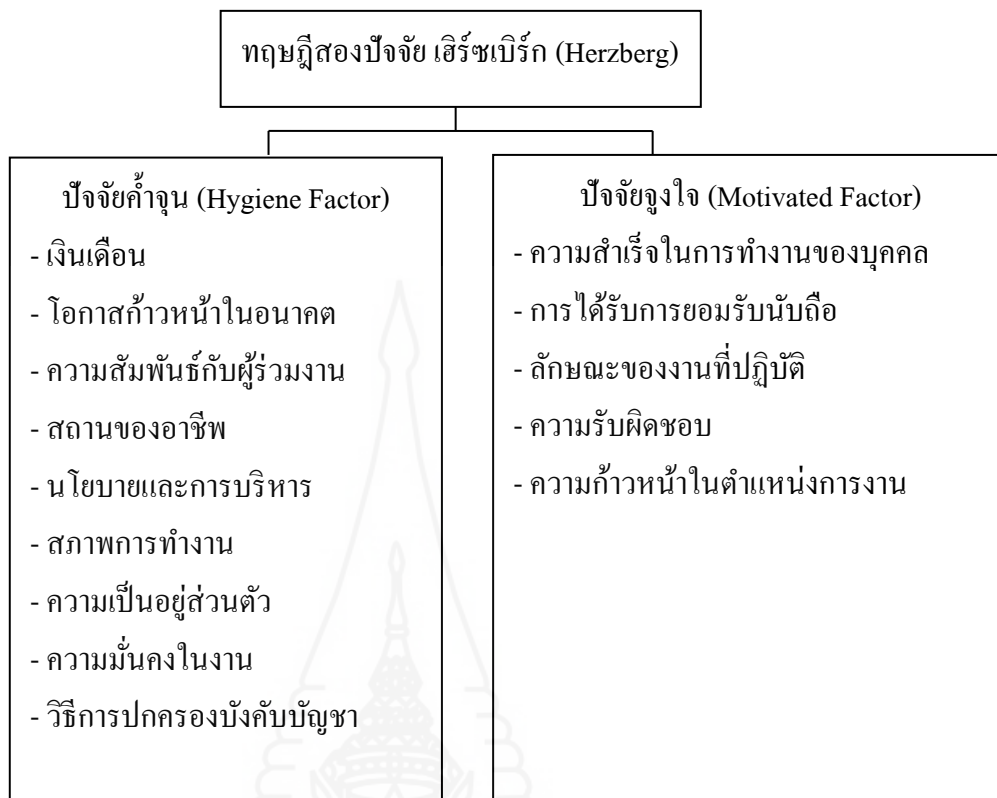 ทฤษฎีสองปัจจัย เฮิร์ซเบิร์ก (Herzberg)
ปัจจัยค้ำจุน (Hygiene Factor)
- เงินเดือน
- โอกาสก้าวหน้าในอนาคต
- ความสัมพันธ์กับผู้ร่วมงาน
- สถานของอาชีพ
- นโยบายและการบริหาร
- สภาพการทำงาน
- ความเป็นอยู่ส่วนตัว
- ความมั่นคงในงาน
- วิธีการปกครองบังคับบัญชา
ปัจจัยจูงใจ (Motivated Factor)
- ความสำเร็จในการทำงานของบุคคล
- การได้รับการยอมรับนับถือ
- ลักษณะของงานที่ปฏิบัติ
- ความรับผิดชอบ
- ความก้าวหน้าในตำแหน่งการงาน